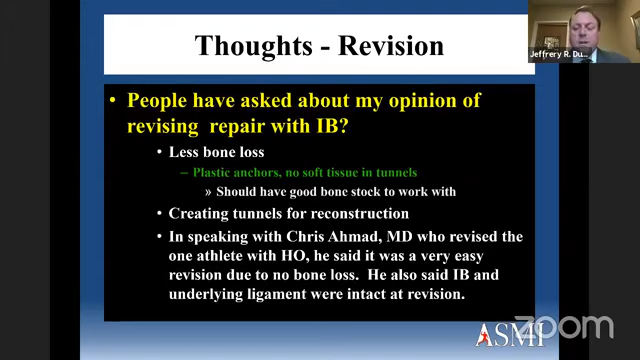 Thoughts - Revision
Jeffrery R. Du...
• People have asked about my opinion of
revising repair with IB?
• Less bone loss
– Plastic anchors, no soft tissue in tunnels
» Should have good bone stock to work with
• Creating tunnels for reconstruction
• In speaking with Chris Ahmad, MD who revised the
one athlete with HO, he said it was a very easy
revision due to no bone loss. He also said IB and
underlying ligament were intact at revision.
ASMI
zoom